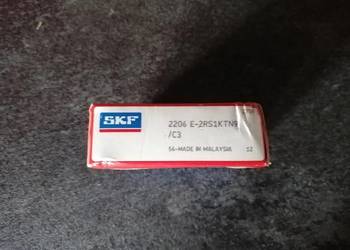 SKF
2206 E-2RS1KTN9
/C3
56-MADE IN MALAYSIA 12